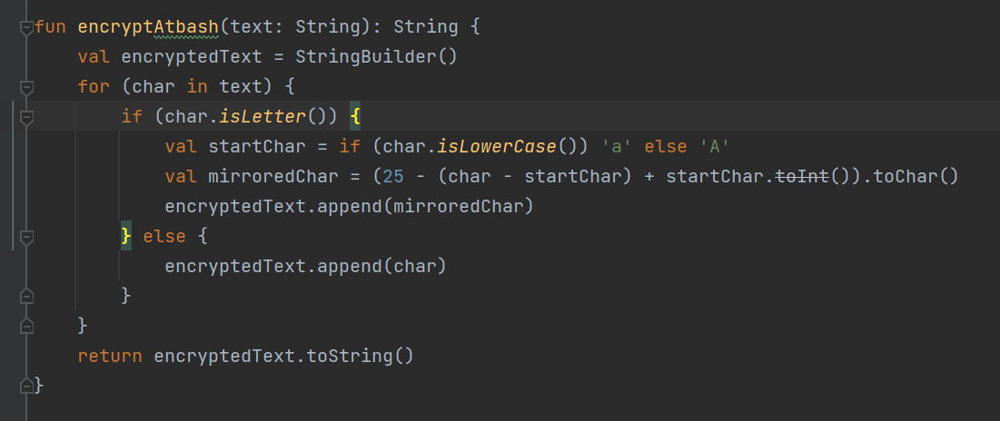 fun encryptAtbash(text: String): String {
    val encryptedText = StringBuilder()
    for (char in text) {
        if (char.isLetter()) {
            val startChar = if (char.isLowerCase()) 'a' else 'A'
            val mirroredChar = (25 - (char - startChar) + startChar.toInt()).toChar()
            encryptedText.append(mirroredChar)
        } else {
            encryptedText.append(char)
        }
    }
    return encryptedText.toString()
}